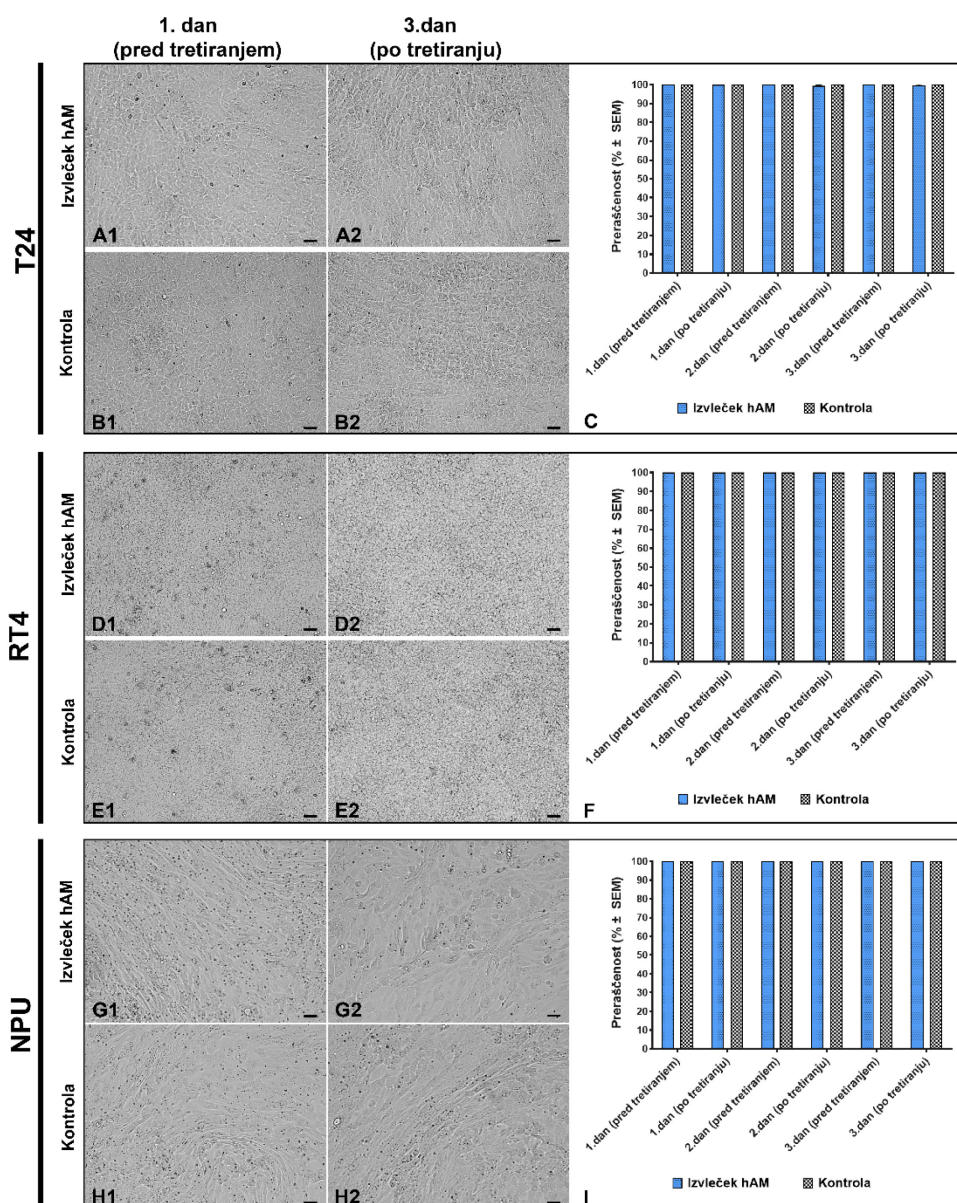 1. dan
(pred tretiranjem)
3.dan
(po tretiranju)
T24
Izvleček hAM
A1
A2
Kontrola
B1
B2
Preraščenost (% ± SEM)
100
90
80
70
60
50
40
30
20
10
0
1.dan (pred tretiranjem)
1.dan (po tretiranju)
2.dan (pred tretiranjem)
2.dan (po tretiranju)
3.dan (pred tretiranjem)
3.dan (po tretiranju)
Izvleček hAM
Kontrola
C
RT4
Izvleček hAM
D1
D2
Kontrola
E1
E2
Preraščenost (% ± SEM)
100
90
80
70
60
50
40
30
20
10
0
1.dan (pred tretiranjem)
1.dan (po tretiranju)
2.dan (pred tretiranjem)
2.dan (po tretiranju)
3.dan (pred tretiranjem)
3.dan (po tretiranju)
Izvleček hAM
Kontrola
F
NPU
Izvleček hAM
G1
G2
Kontrola
H1
H2
Preraščenost (% ± SEM)
100
90
80
70
60
50
40
30
20
10
0
1.dan (pred tretiranjem)
1.dan (po tretiranju)
2.dan (pred tretiranjem)
2.dan (po tretiranju)
3.dan (pred tretiranjem)
3.dan (po tretiranju)
Izvleček hAM
Kontrola
I